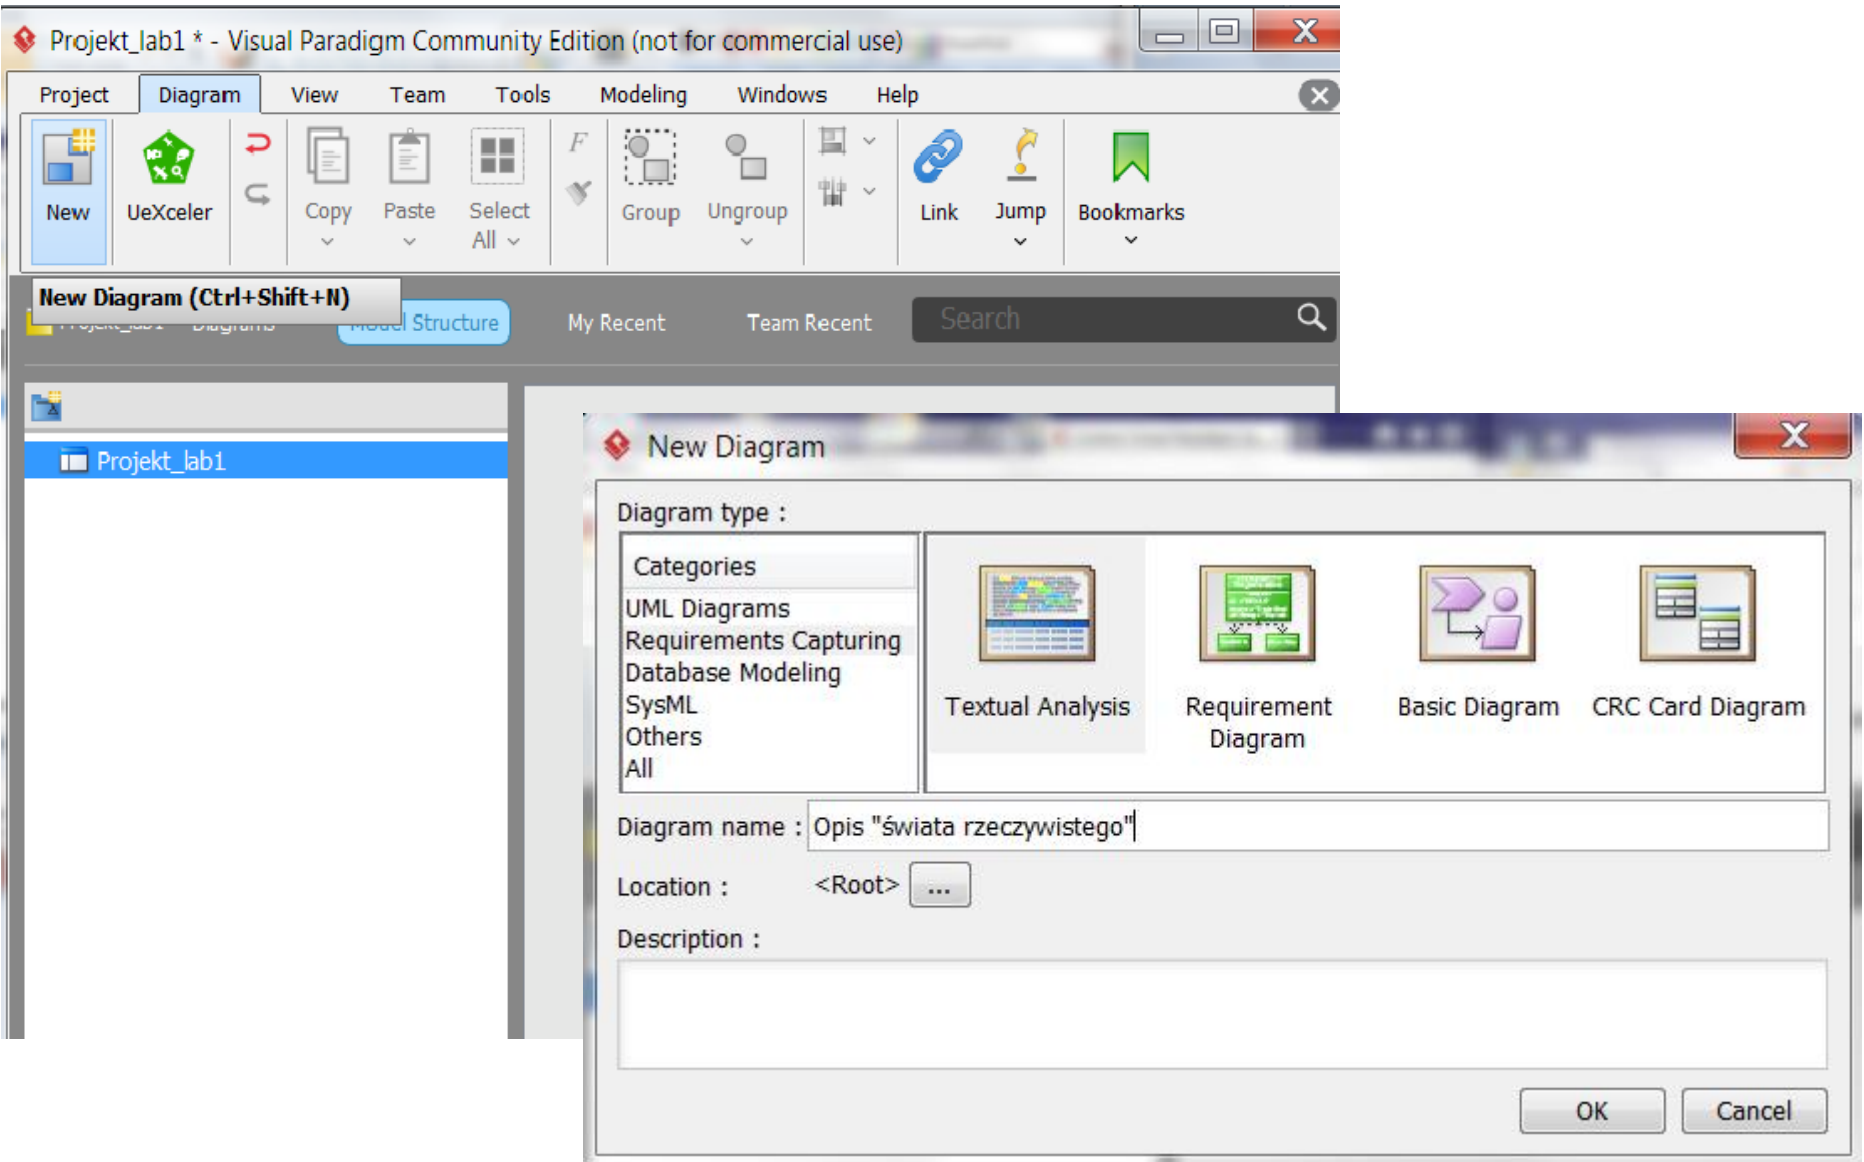 Projekt_lab1 * - Visual Paradigm Community Edition (not for commercial use)
Project Diagram View Team Tools Modeling Windows Help
F
New UeXceler Copy Paste Select All Group Ungroup Link Jump Bookmarks
New Diagram (Ctrl+Shift+N)
Projekt_lab1 Diagrams Model Structure My Recent Team Recent Search
Projekt_lab1
New Diagram
Diagram type :
Categories
UML Diagrams
Requirements Capturing
Database Modeling
SysML
Others
All
Textual Analysis
Requirement
Diagram
Basic Diagram
CRC Card Diagram
Diagram name : Opis "świata rzeczywistego"
Location : <Root> ...
Description :
OK Cancel